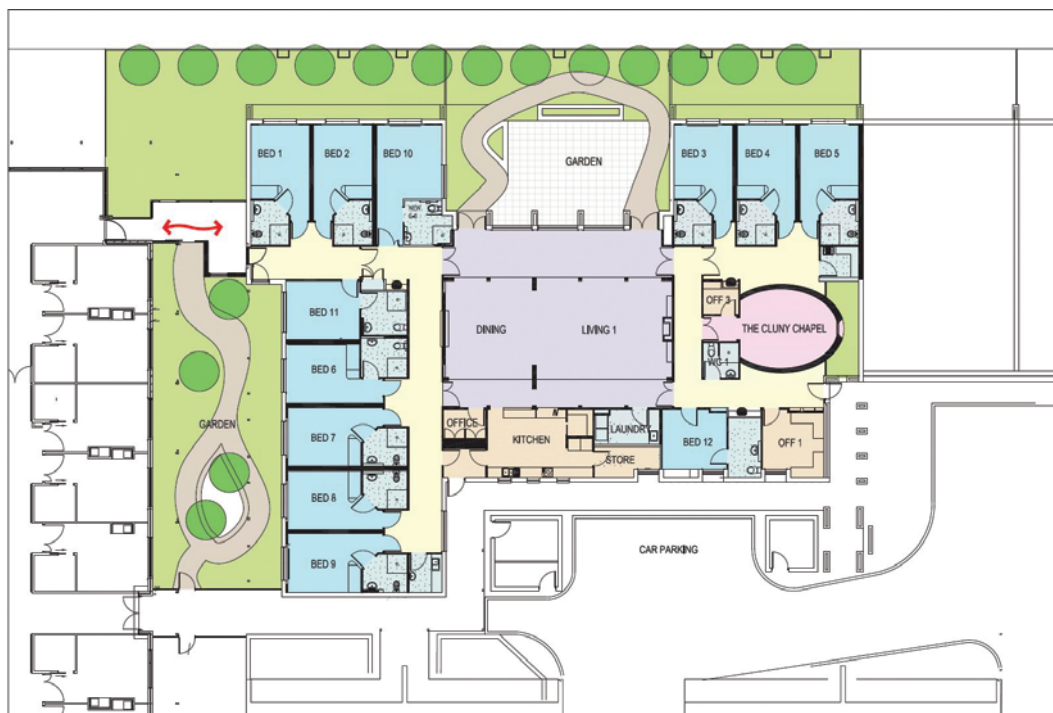 BED 1
BED 2
BED 10
BED 3
BED 4
BED 5
GARDEN
NEW
BED 11
OFF 2
DINING
LIVING 1
THE CLUNY CHAPEL
WC 1
BED 6
GARDEN
OFFICE
KITCHEN
LAUNDRY
BED 12
OFF 1
BED 7
STORE
BED 8
CAR PARKING
BED 9